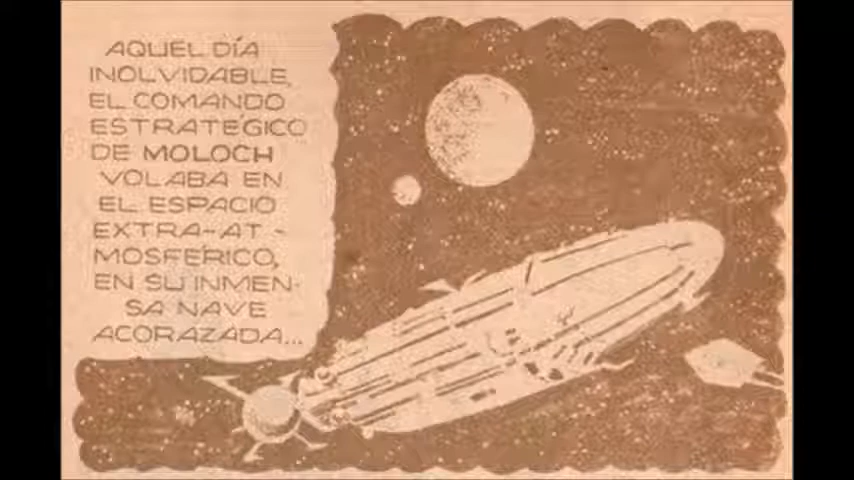 AQUEL DÍA
INOLVIDABLE,
EL COMANDO
ESTRATÉGICO
DE MOLOCH
VOLABA EN
EL ESPACIO
EXTRA-AT-
MOSFÉRICO,
EN SU INMEN-
SA NAVE
ACORAZADA...